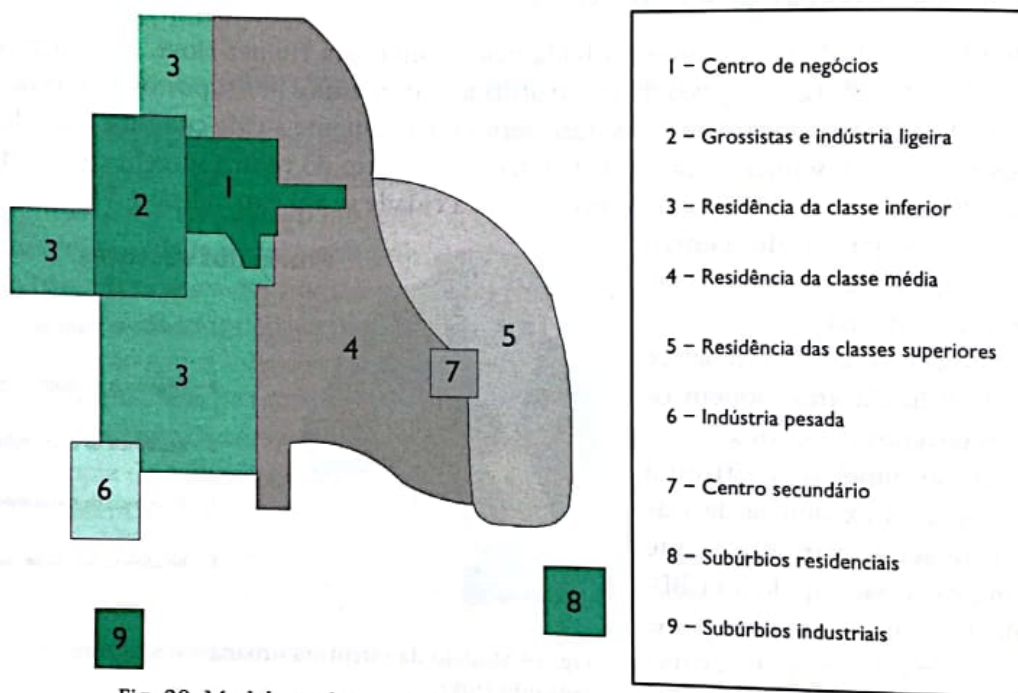 3
2
1
3
3
4
7
5
6
8
9
1 – Centro de negócios
2 – Grossistas e indústria ligeira
3 – Residência da classe inferior
4 – Residência da classe média
5 – Residência das classes superiores
6 – Indústria pesada
7 – Centro secundário
8 – Subúrbios residenciais
9 – Subúrbios industriais